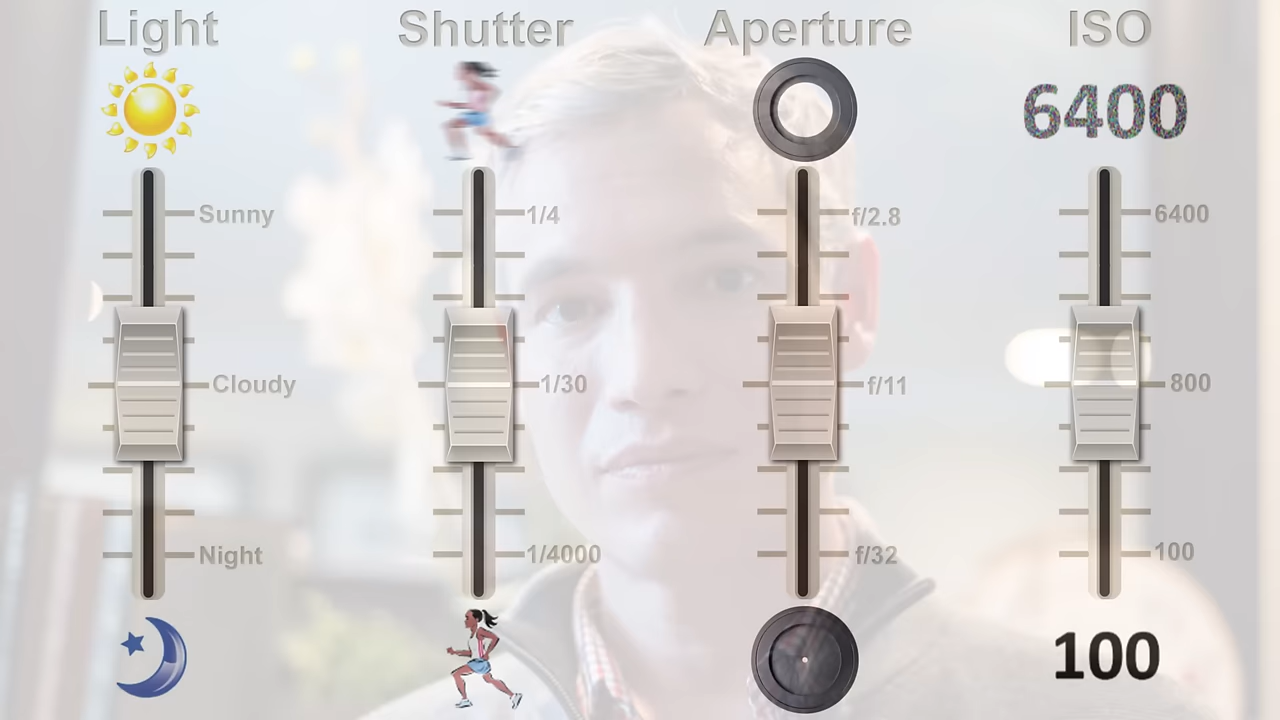 Light Shutter Aperture ISO
6400
Sunny 1/4 f/2.8 6400
Cloudy 1/30 f/11 800
Night 1/4000 f/32 100
100